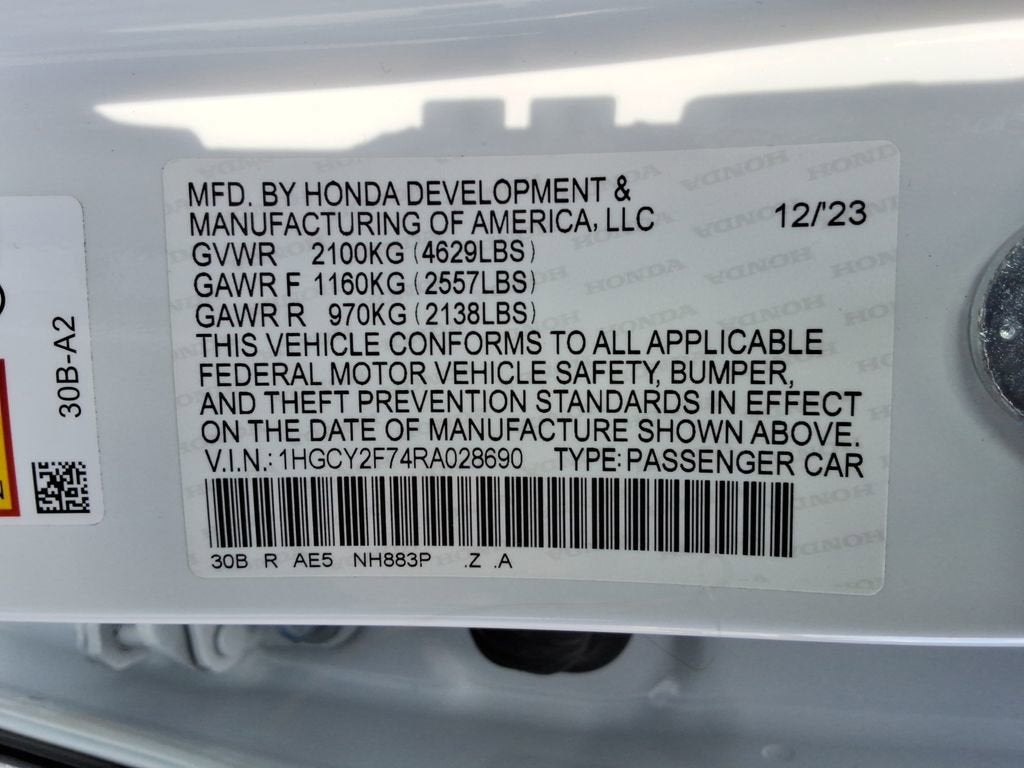 MFD. BY HONDA DEVELOPMENT &
MANUFACTURING OF AMERICA, LLC 12/'23
GVWR 2100KG (4629LBS)
GAWR F 1160KG (2557LBS)
GAWR R 970KG (2138LBS)
THIS VEHICLE CONFORMS TO ALL APPLICABLE
FEDERAL MOTOR VEHICLE SAFETY, BUMPER,
AND THEFT PREVENTION STANDARDS IN EFFECT
ON THE DATE OF MANUFACTURE SHOWN ABOVE.
V.I.N.: 1HGCY2F74RA028690 TYPE: PASSENGER CAR
30B R AE5 NH883P .Z .A
30B-A2